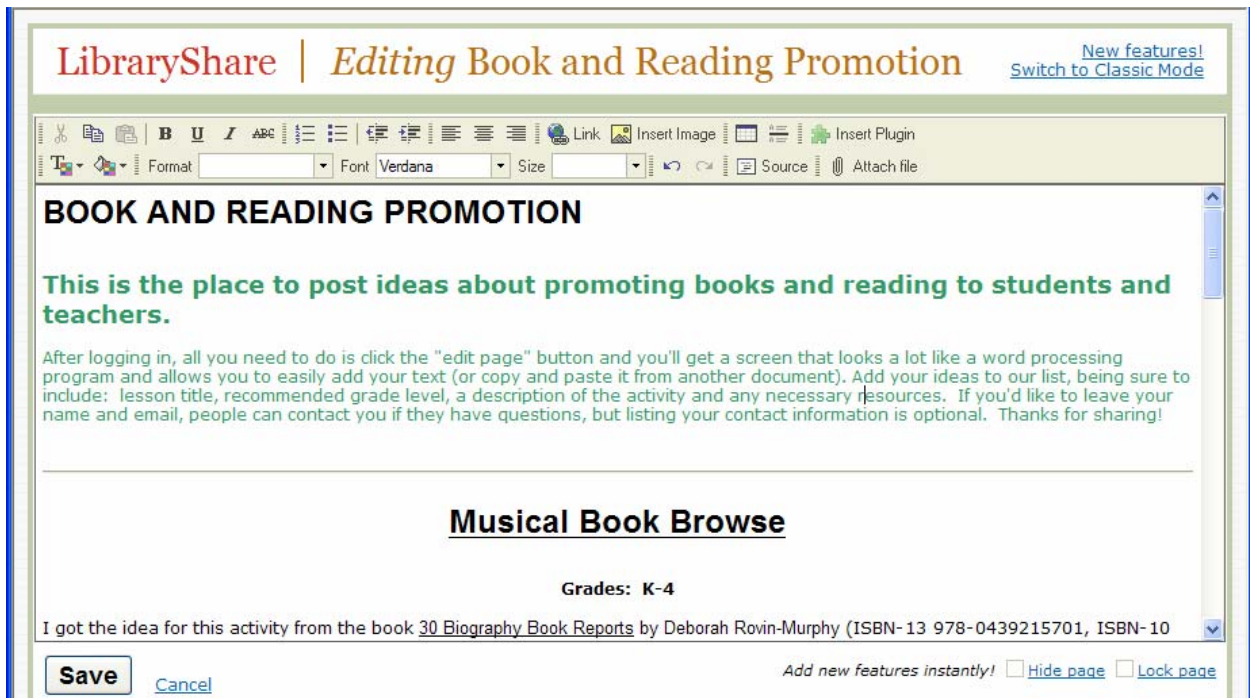 LibraryShare | Editing Book and Reading Promotion
New features!
Switch to Classic Mode
B U I ABC Link Insert Image Insert Plugin
Format Font Verdana Size Source Attach file
BOOK AND READING PROMOTION
This is the place to post ideas about promoting books and reading to students and
teachers.
After logging in, all you need to do is click the "edit page" button and you'll get a screen that looks a lot like a word processing
program and allows you to easily add your text (or copy and paste it from another document). Add your ideas to our list, being sure to
include:  lesson title, recommended grade level, a description of the activity and any necessary resources.  If you'd like to leave your
name and email, people can contact you if they have questions, but listing your contact information is optional.  Thanks for sharing!
Musical Book Browse
Grades:  K-4
I got the idea for this activity from the book 30 Biography Book Reports by Deborah Rovin-Murphy (ISBN-13 978-0439215701, ISBN-10
Save Cancel
Add new features instantly! Hide page Lock page